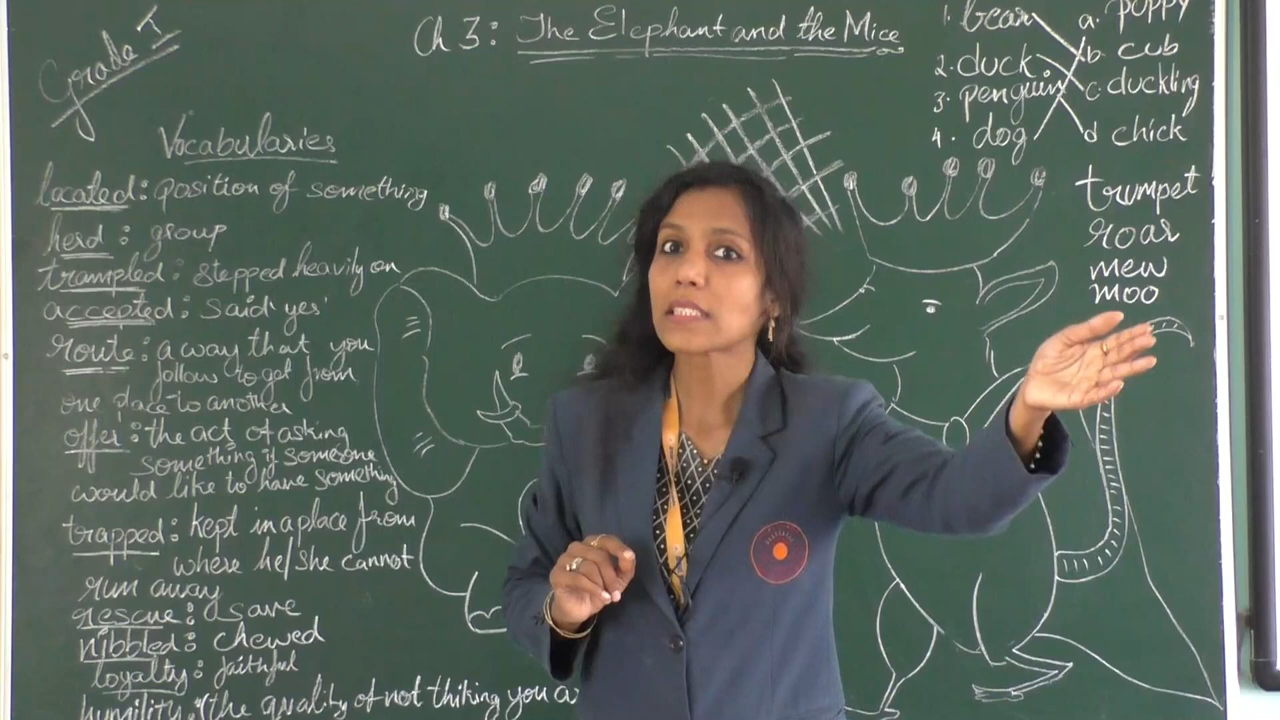 Grade I
Ch 3: The Elephant and the Mice
Vocabularies
located: position of something
herd: group
trampled: stepped heavily on
accepted: said 'yes'
route: a way that you
follow to get from
one place to another
offer: the act of asking
something if someone
would like to have something
trapped: kept in a place from
where he/she cannot
run away
rescue: save
nibbled: chewed
loyalty: faithful
humility: (the quality of not thiking you a
1. bear a. puppy
2. duck b. cub
3. penguin c. duckling
4. dog d chick
trumpet
roar
mew
moo